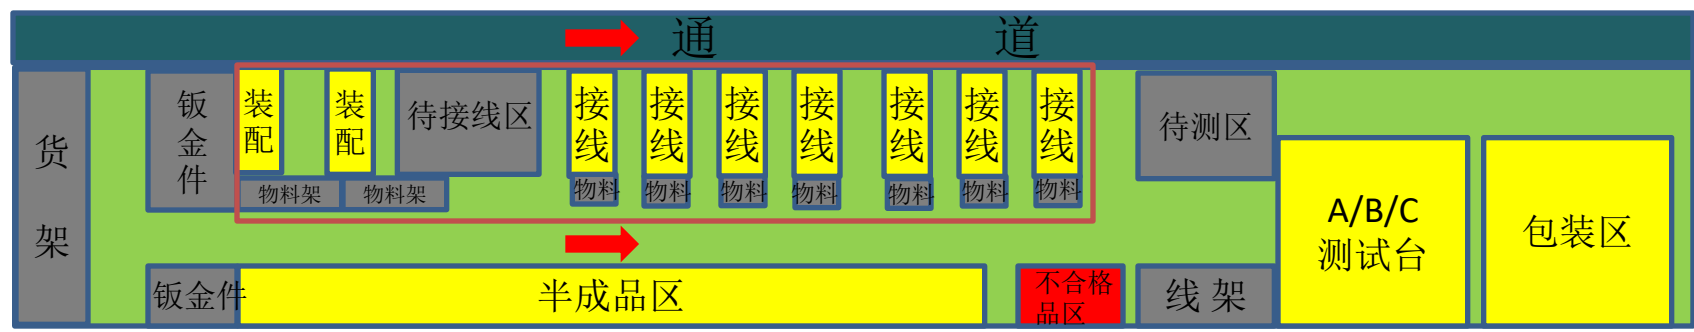 通 道
货
架
钣
金
件
装
配
装
配
待接线区
物料架
物料架
接
线
接
线
接
线
接
线
接
线
接
线
接
线
物料
物料
物料
物料
物料
物料
物料
待测区
A/B/C
测试台
包装区
钣金件
半成品区
不合格
品区
线 架